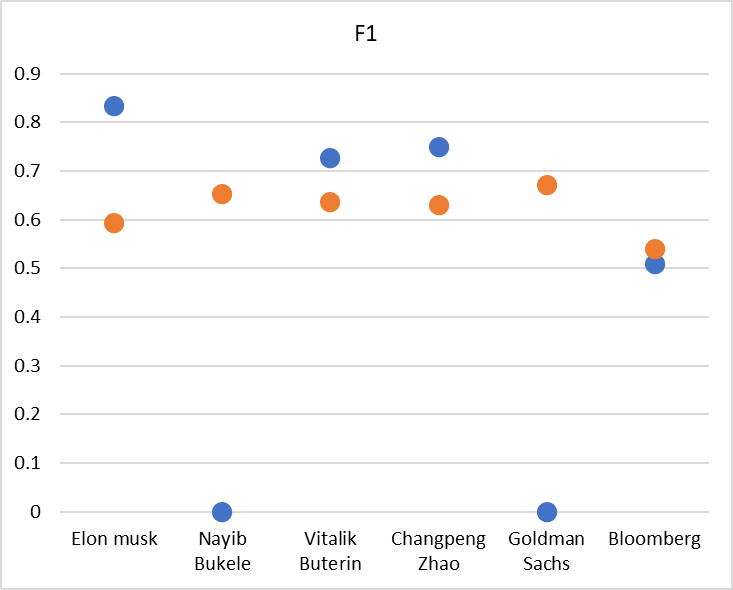 F1
0.9
0.8
0.7
0.6
0.5
0.4
0.3
0.2
0.1
0
Elon musk
Nayib
Bukele
Vitalik
Buterin
Changpeng
Zhao
Goldman
Sachs
Bloomberg